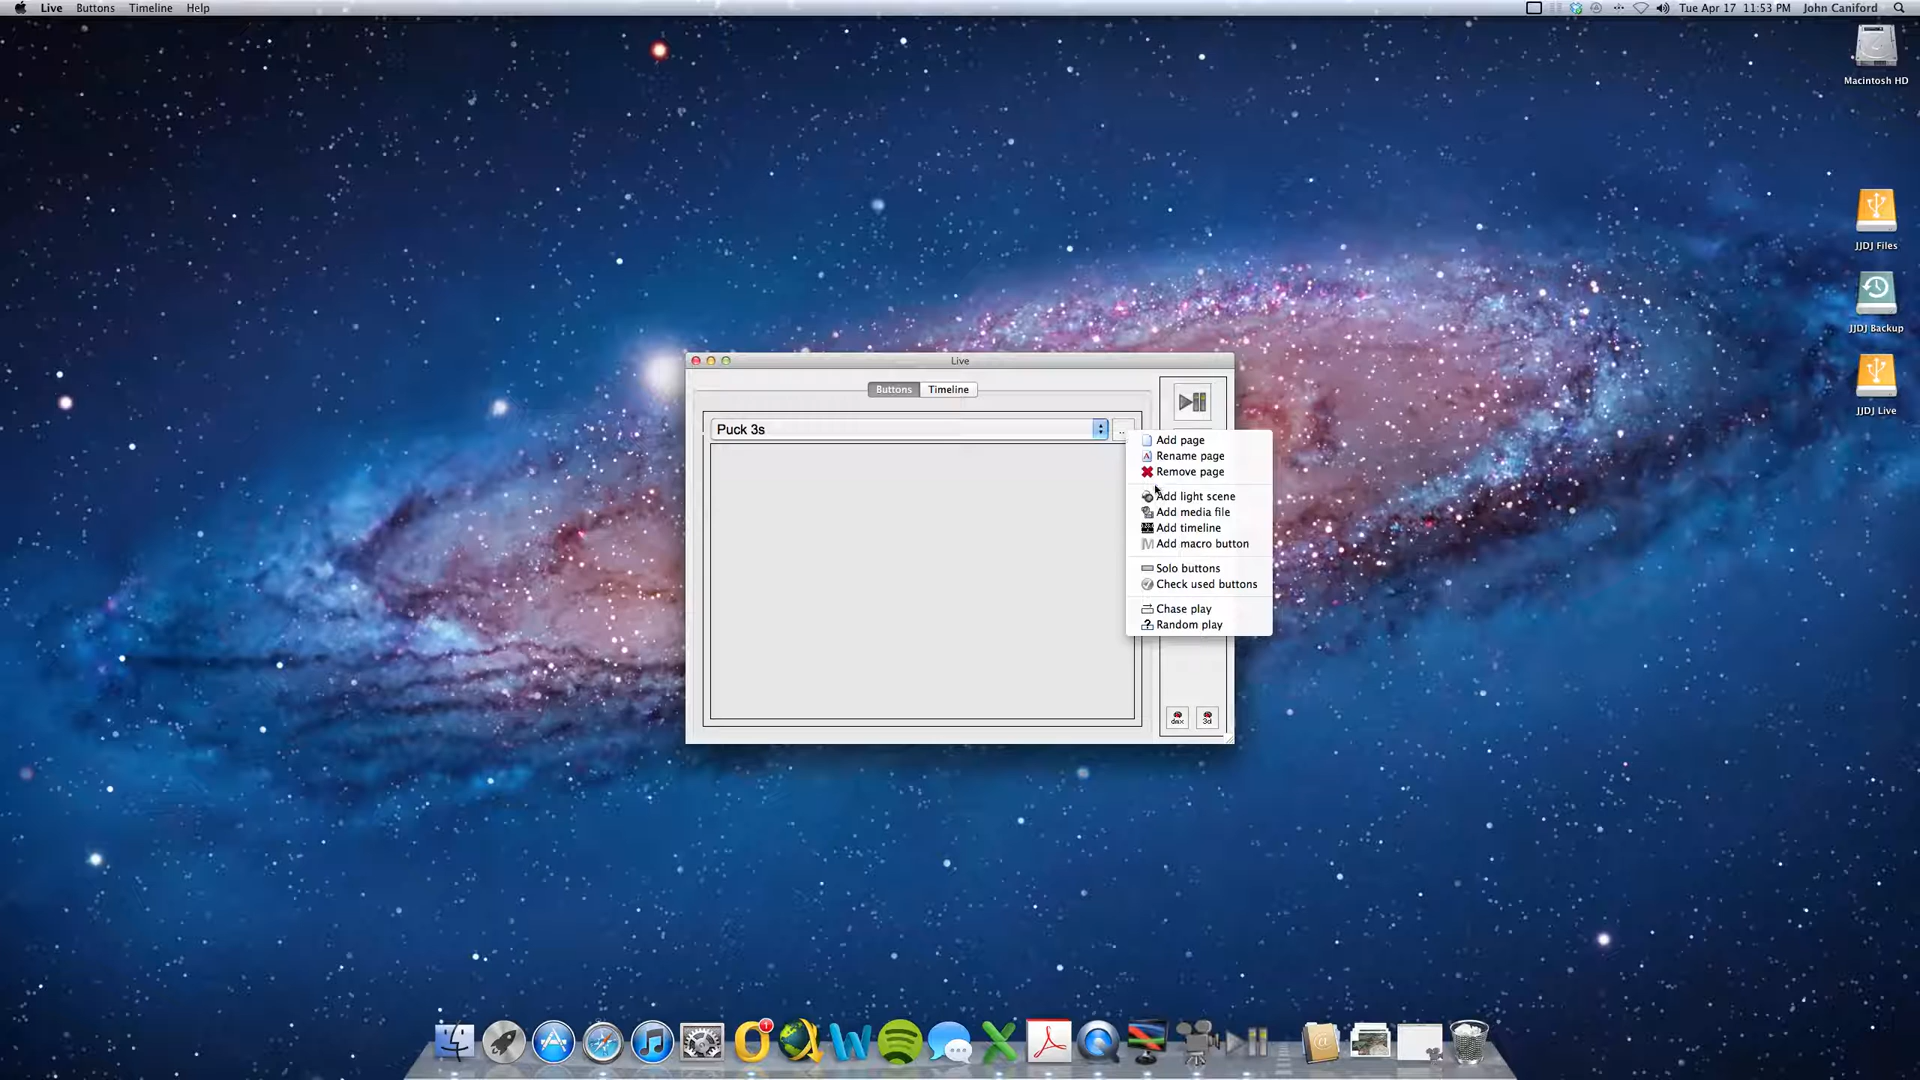 Live Buttons Timeline Help
Tue Apr 17 11:53 PM John Caniford
Macintosh HD
JJDJ Files
JJDJ Backup
JJDJ Live
Live
Buttons Timeline
Puck 3s
..
Add page
Rename page
Remove page
Add light scene
Add media file
Add timeline
Add macro button
Solo buttons
Check used buttons
Chase play
Random play
dmx 3d